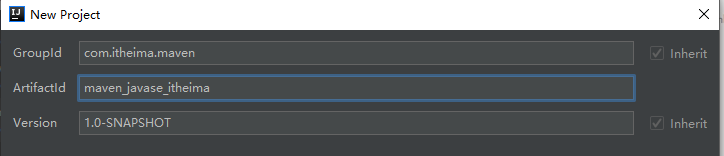 New Project
GroupId com.itheima.maven Inherit
ArtifactId maven_javase_itheima
Version 1.0-SNAPSHOT Inherit